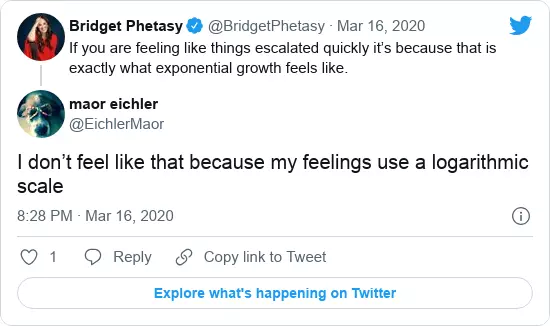 Bridget Phetasy @BridgetPhetasy · Mar 16, 2020
If you are feeling like things escalated quickly it’s because that is
exactly what exponential growth feels like.
maor eichler
@EichlerMaor
I don’t feel like that because my feelings use a logarithmic
scale
8:28 PM · Mar 16, 2020
1 Reply Copy link to Tweet
Explore what's happening on Twitter